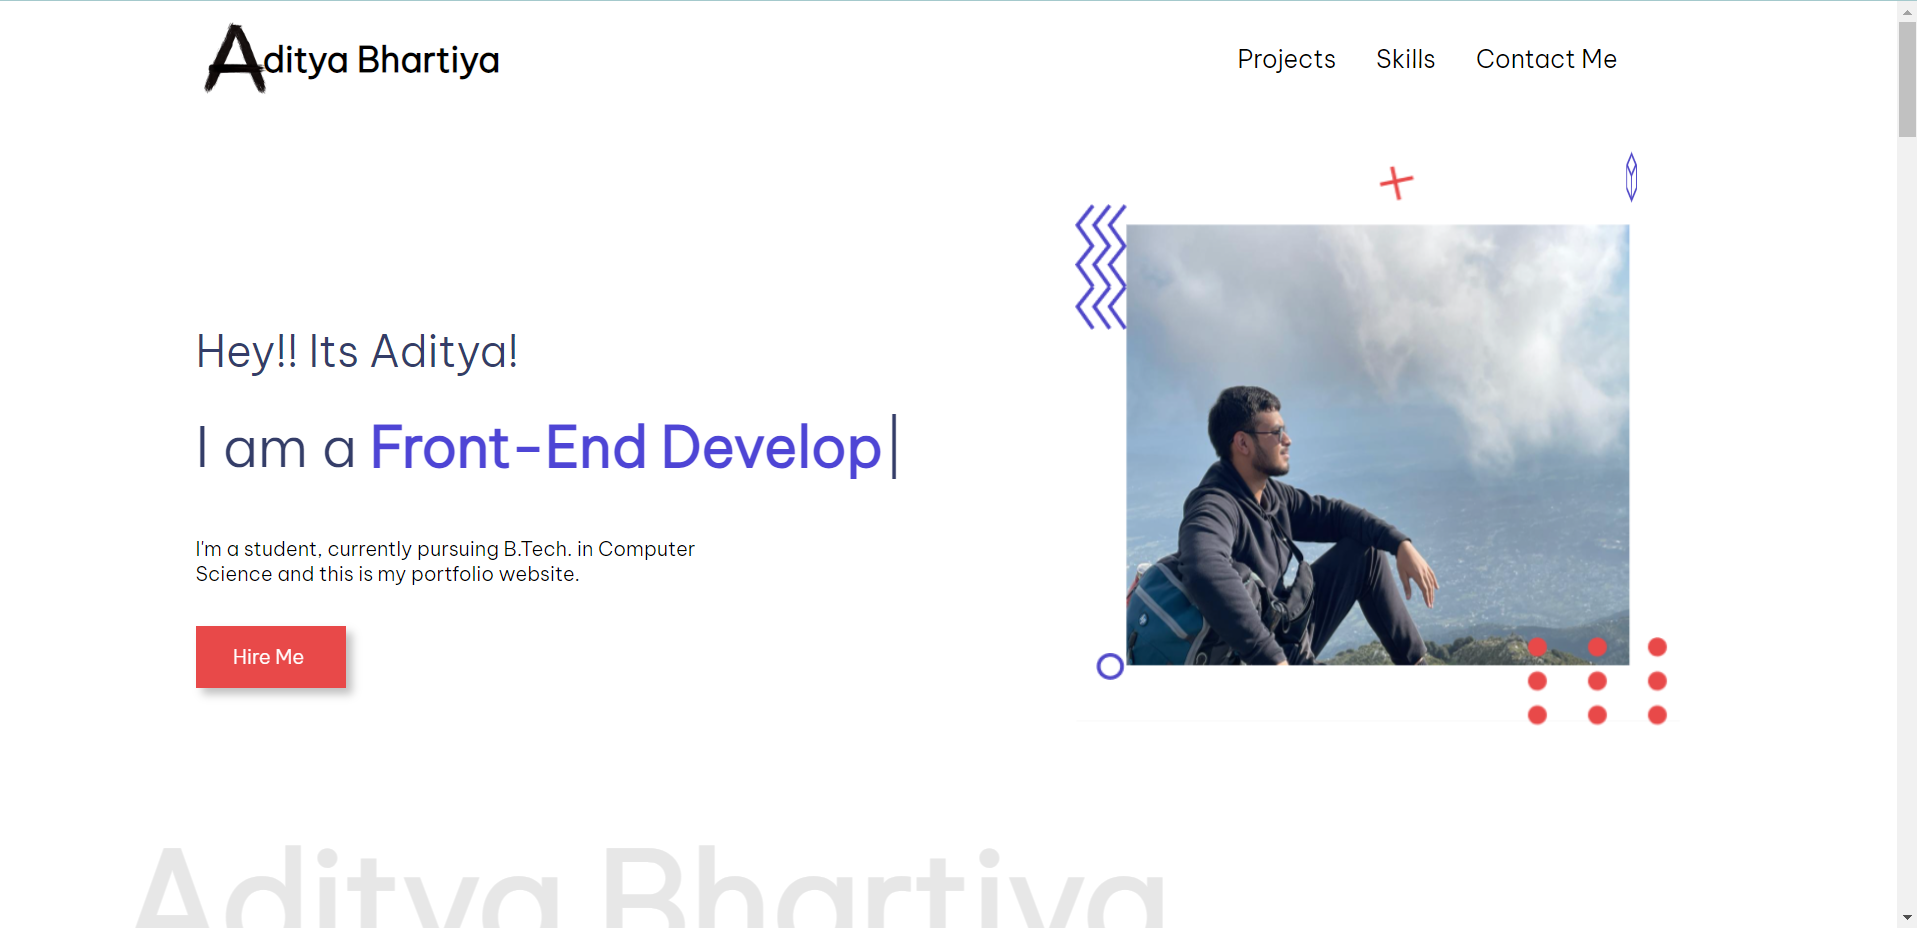 Aditya Bhartiya
Projects Skills Contact Me
Hey!! Its Aditya!
I am a Front-End Develop
I'm a student, currently pursuing B.Tech. in Computer
Science and this is my portfolio website.
Hire Me
Aditya Bhartiya